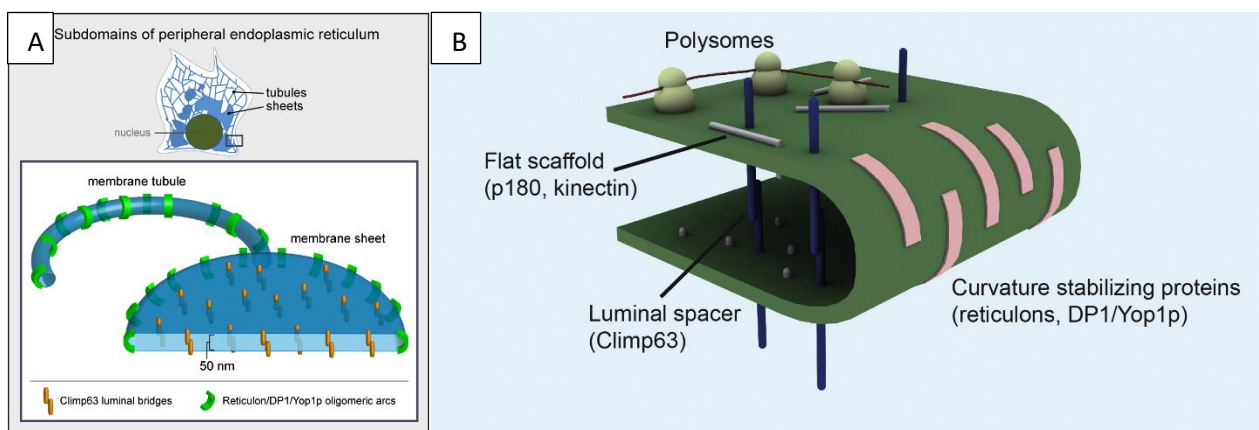 A
Subdomains of peripheral endoplasmic reticulum
tubules
sheets
nucleus
membrane tubule
membrane sheet
50 nm
Climp63 luminal bridges
Reticulon/DP1/Yop1p oligomeric arcs
B
Polysomes
Flat scaffold
(p180, kinectin)
Luminal spacer
(Climp63)
Curvature stabilizing proteins
(reticulons, DP1/Yop1p)